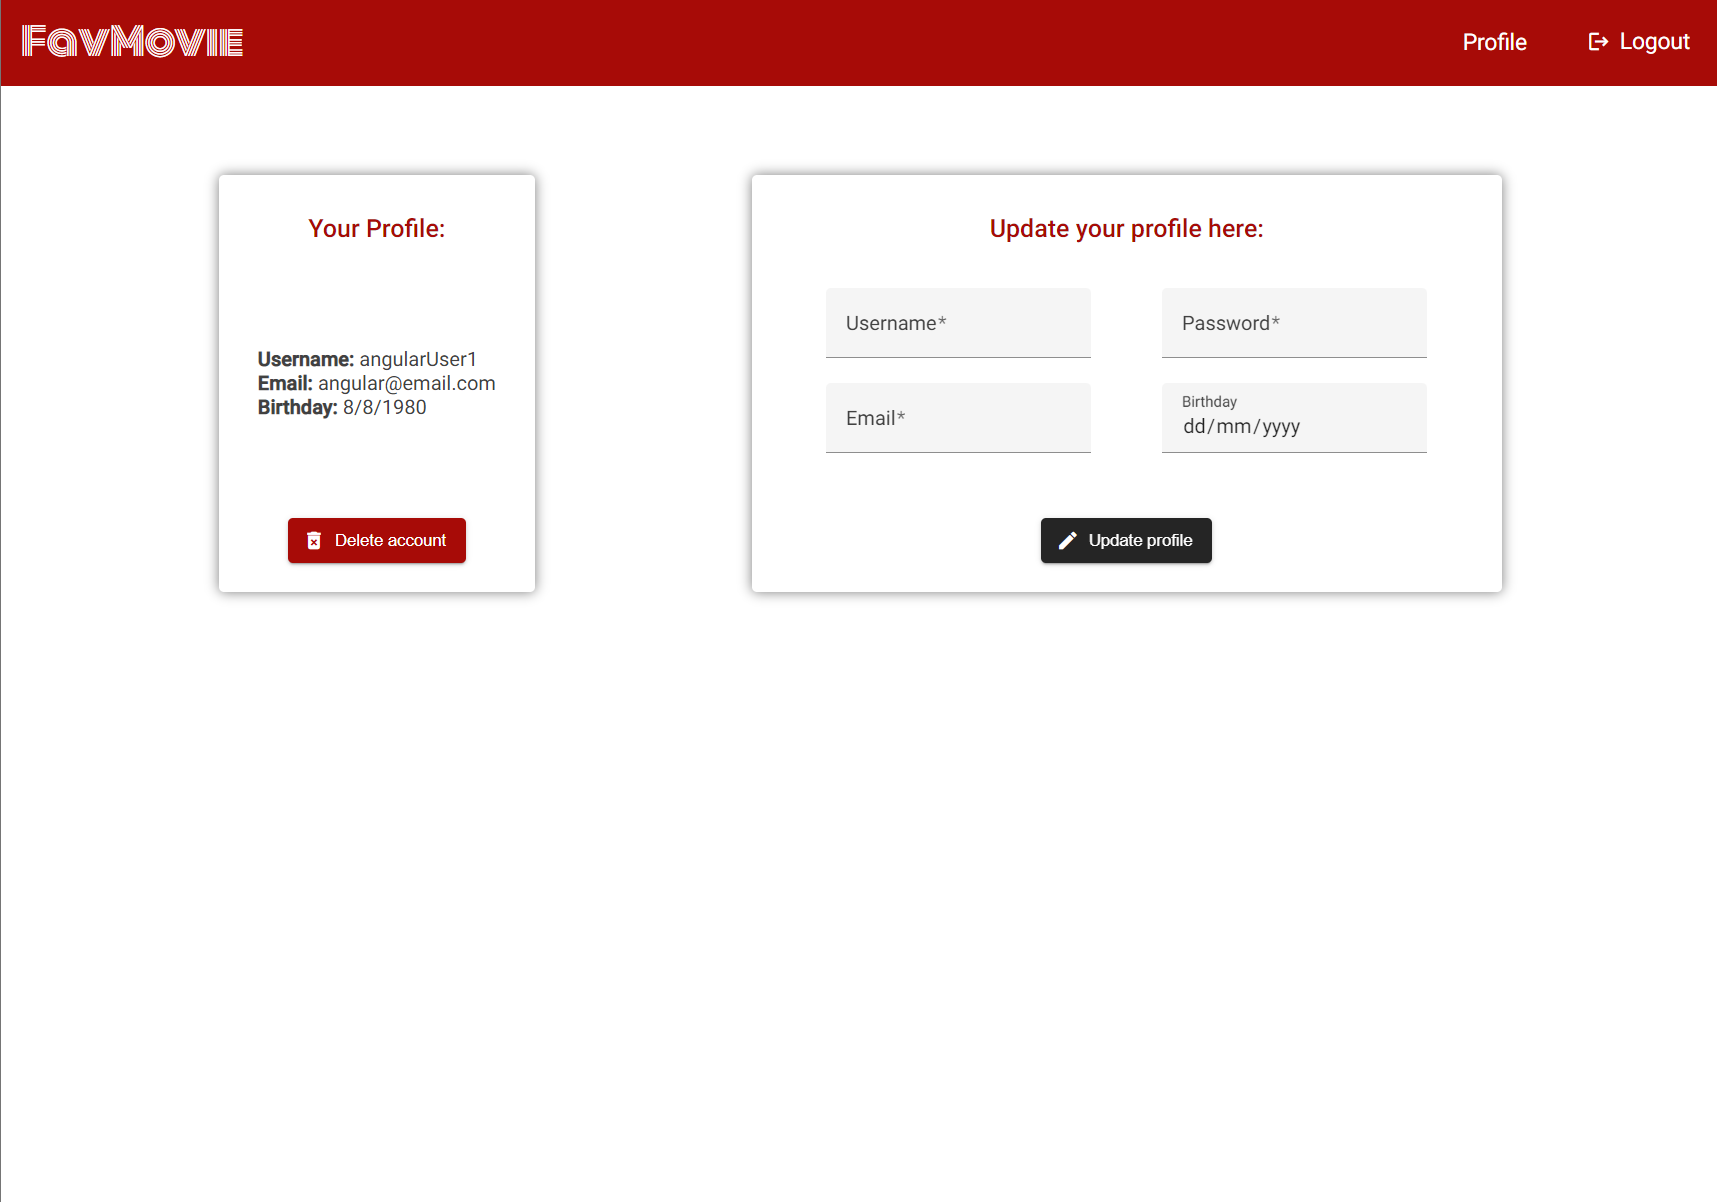 FavMovie
Profile
Logout
Your Profile:
Username: angularUser1
Email: angular@email.com
Birthday: 8/8/1980
Delete account
Update your profile here:
Username*
Password*
Email*
Birthday
dd/mm/yyyy
Update profile